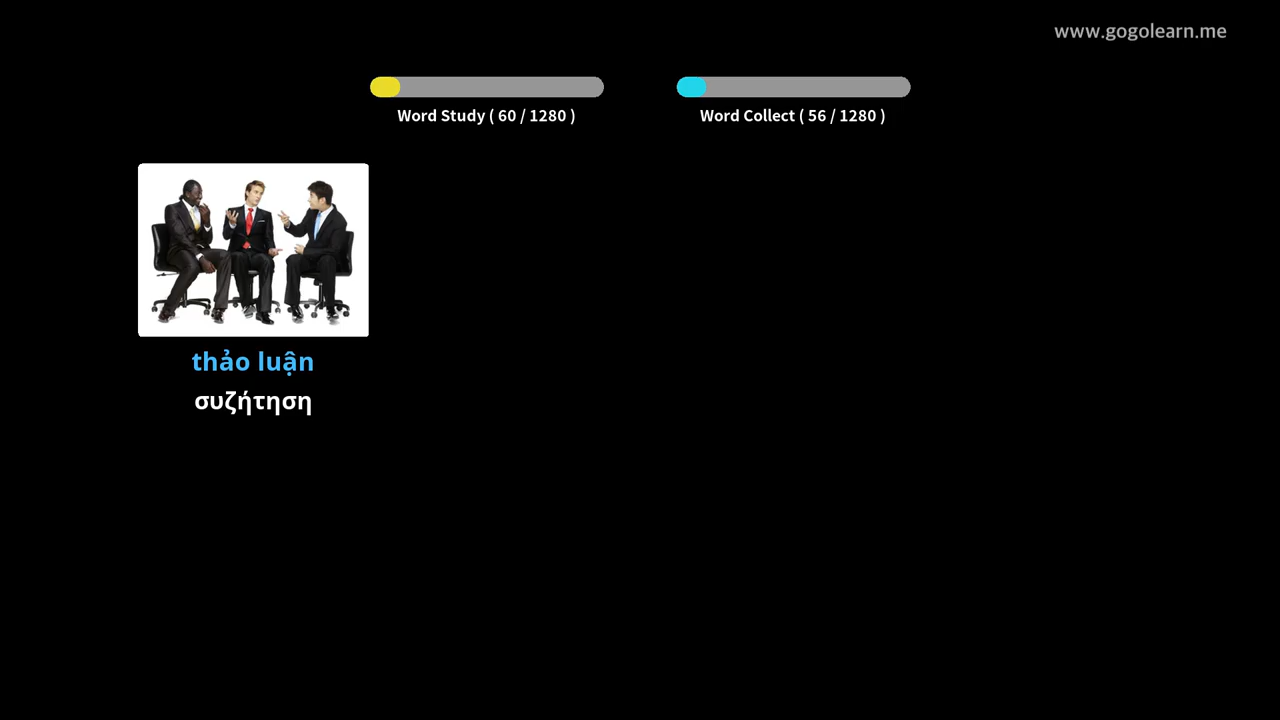 www.gogolearn.me
Word Study ( 60 / 1280 )
Word Collect ( 56 / 1280 )
thảo luận
συζήτηση